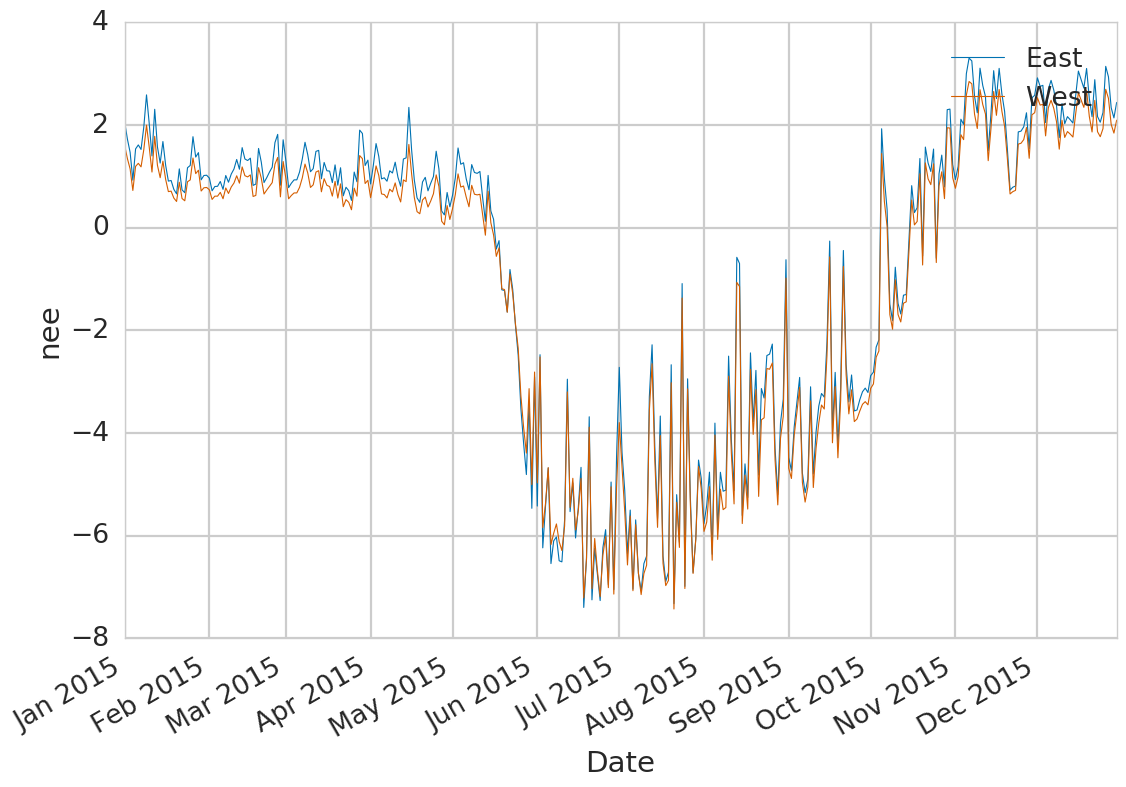 4
2
0
−2
−4
−6
−8
nee
East
West
Jan 2015
Feb 2015
Mar 2015
Apr 2015
May 2015
Jun 2015
Jul 2015
Aug 2015
Sep 2015
Oct 2015
Nov 2015
Dec 2015
Date